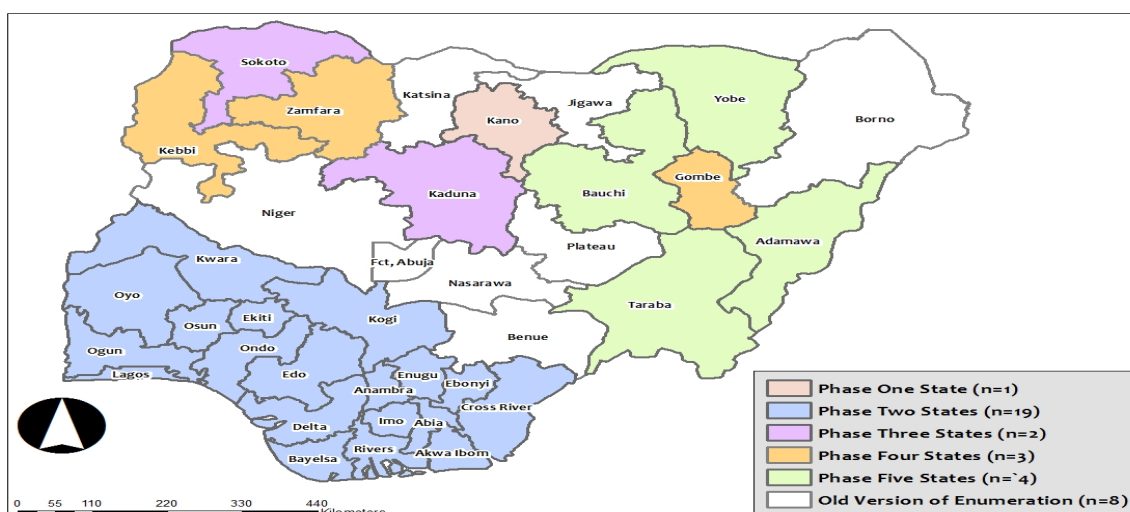 Sokoto
Katsina
Jigawa
Yobe
Borno
Zamfara
Kano
Kebbi
Kaduna
Bauchi
Gombe
Niger
Plateau
Adamawa
Fct, Abuja
Kwara
Nasarawa
Oyo
Taraba
Osun
Ekiti
Kogi
Benue
Ogun
Ondo
Lagos
Edo
Enugu
Ebonyi
Anambra
Cross River
Imo
Abia
Delta
Rivers
Akwa Ibom
Bayelsa
Phase One State (n=1)
Phase Two States (n=19)
Phase Three States (n=2)
Phase Four States (n=3)
Phase Five States (n=`4)
Old Version of Enumeration (n=8)
0 55 110 220 330 440
Kilometers